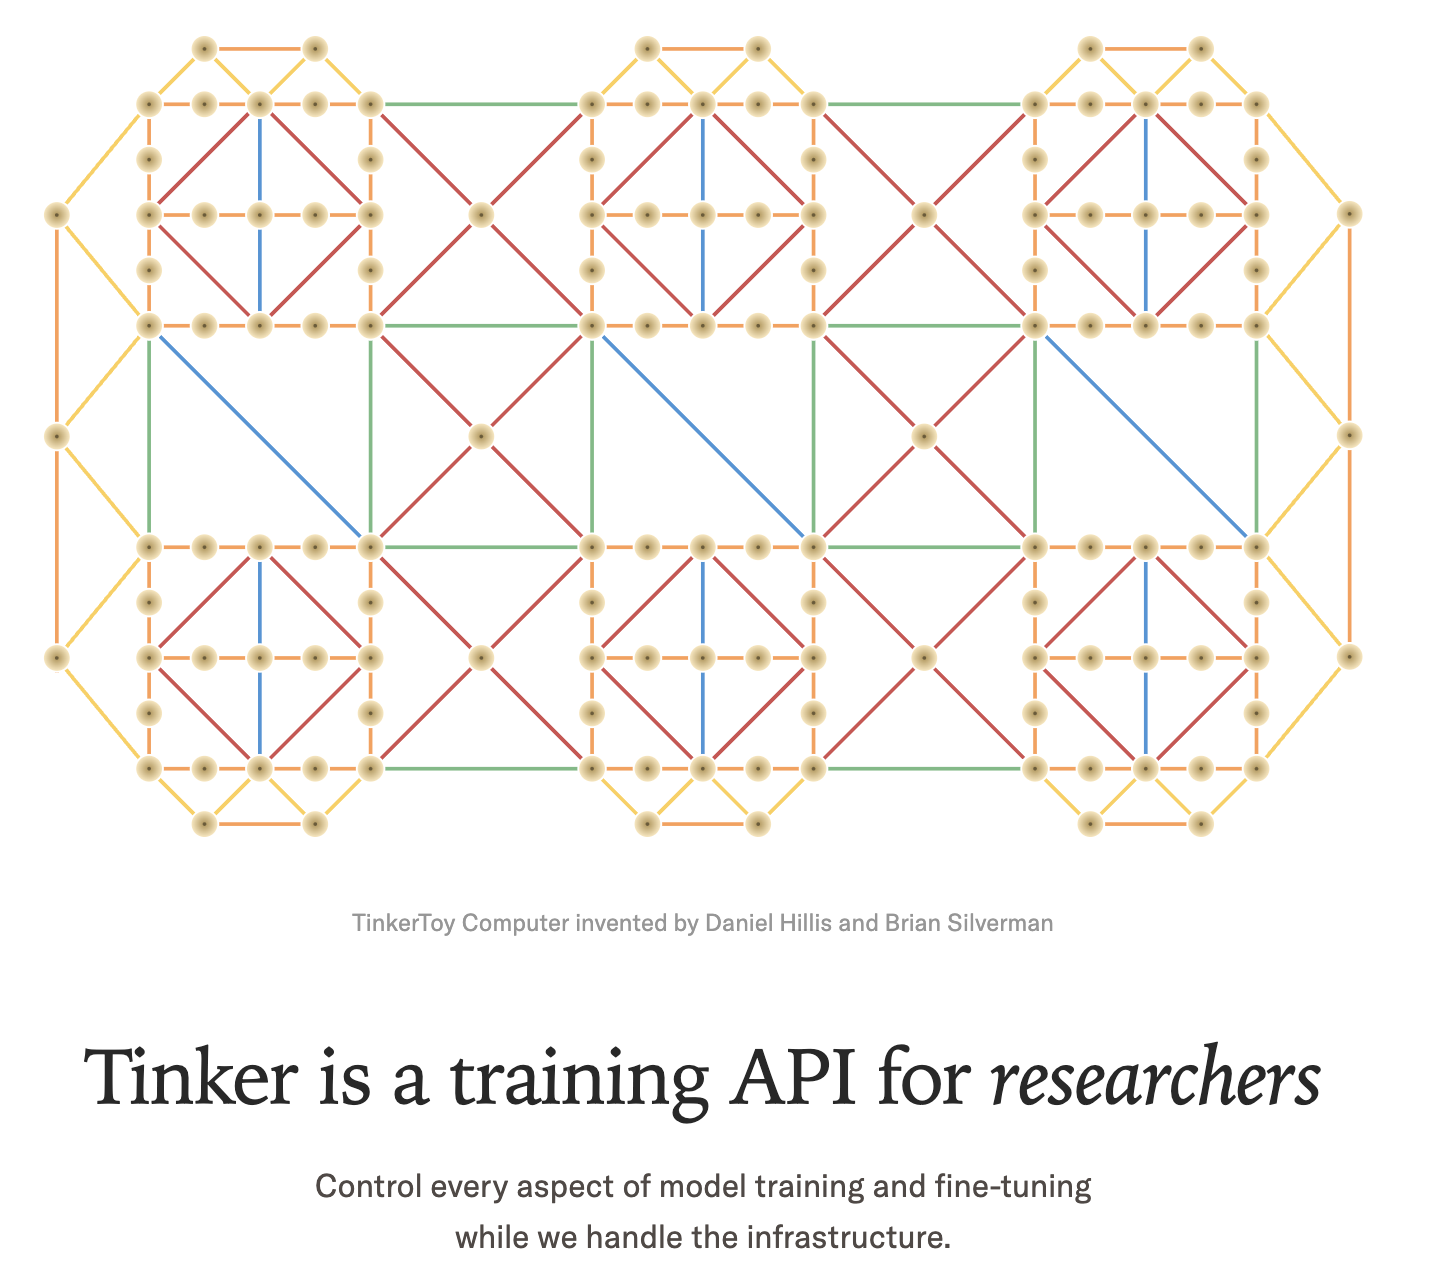 TinkerToy Computer invented by Daniel Hillis and Brian Silverman
Tinker is a training API for researchers
Control every aspect of model training and fine-tuning
while we handle the infrastructure.